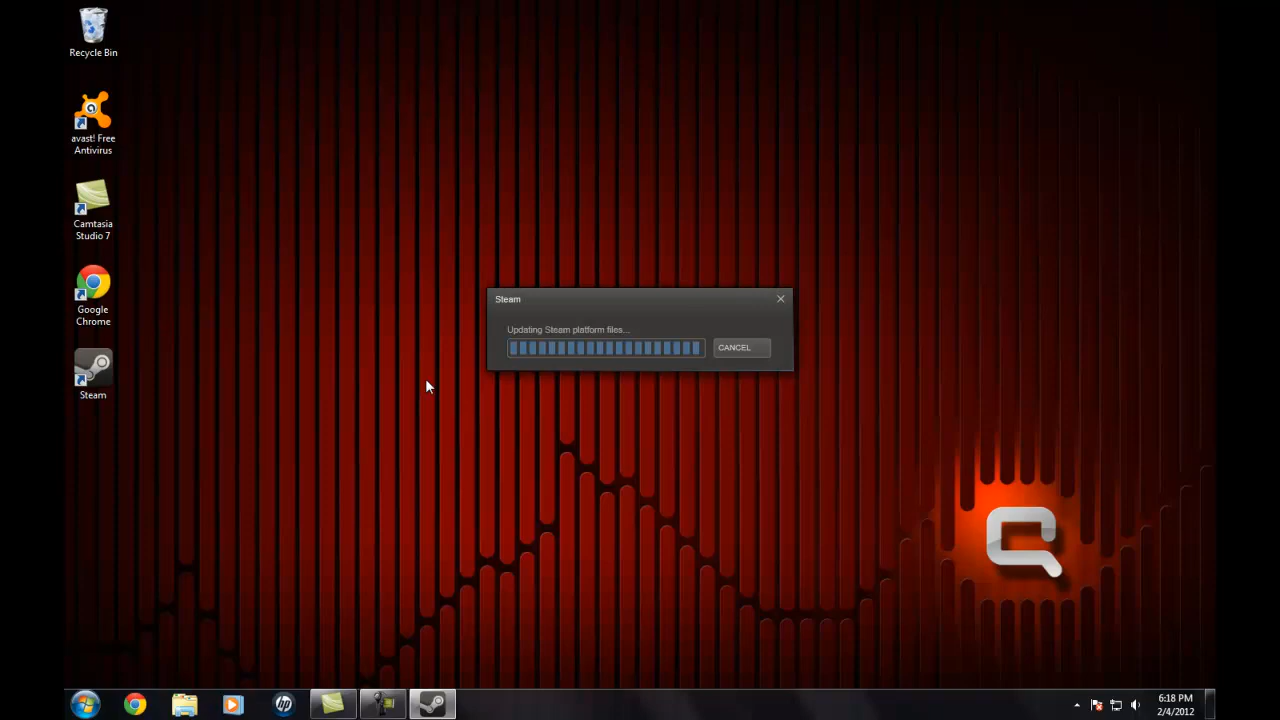 Recycle Bin
avast! Free
Antivirus
Camtasia
Studio 7
Google
Chrome
Steam
Steam
Updating Steam platform files...
CANCEL
hp
6:18 PM
2/4/2012